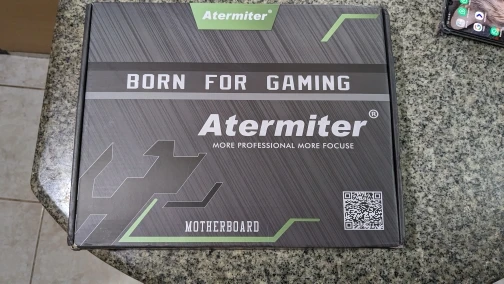 Atermiter®
BORN FOR GAMING
Atermiter®
MORE PROFESSIONAL MORE FOCUSE
MOTHERBOARD